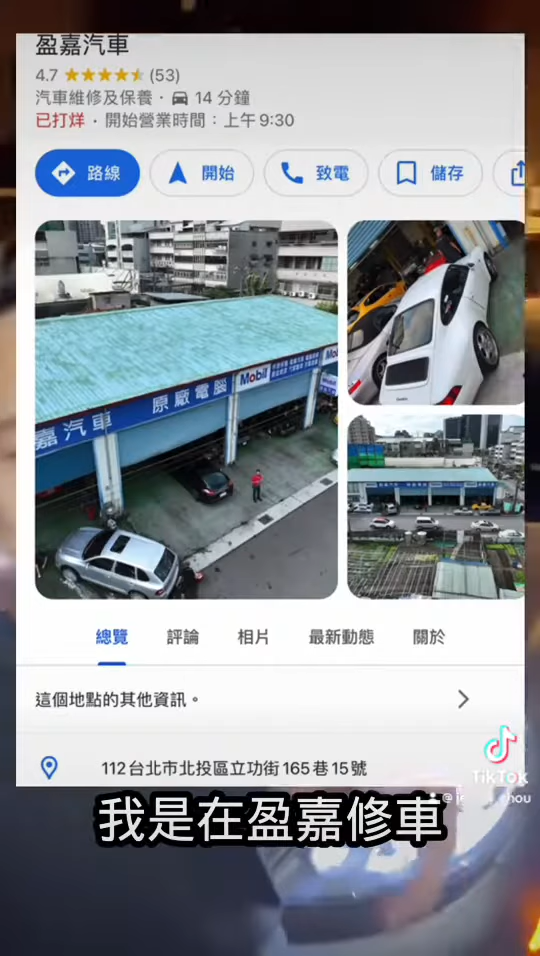 盈嘉汽車
4.7 (53)
汽車維修及保養 · 14 分鐘
已打烊 · 開始營業時間：上午 9:30
路線
開始
致電
儲存
Mobil
原廠電腦
嘉汽車
總覽
評論
相片
最新動態
關於
這個地點的其他資訊。
112台北市北投區立功街165巷15號
TikTok
我是在盈嘉修車